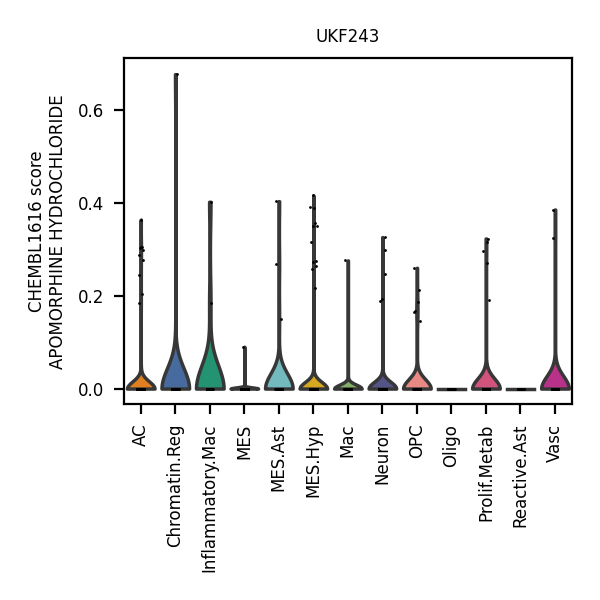 UKF243
CHEMBL1616 score
APOMORPHINE HYDROCHLORIDE
0.6
0.4
0.2
0.0
AC
Chromatin.Reg
Inflammatory.Mac
MES
MES.Ast
MES.Hyp
Mac
Neuron
OPC
Oligo
Prolif.Metab
Reactive.Ast
Vasc